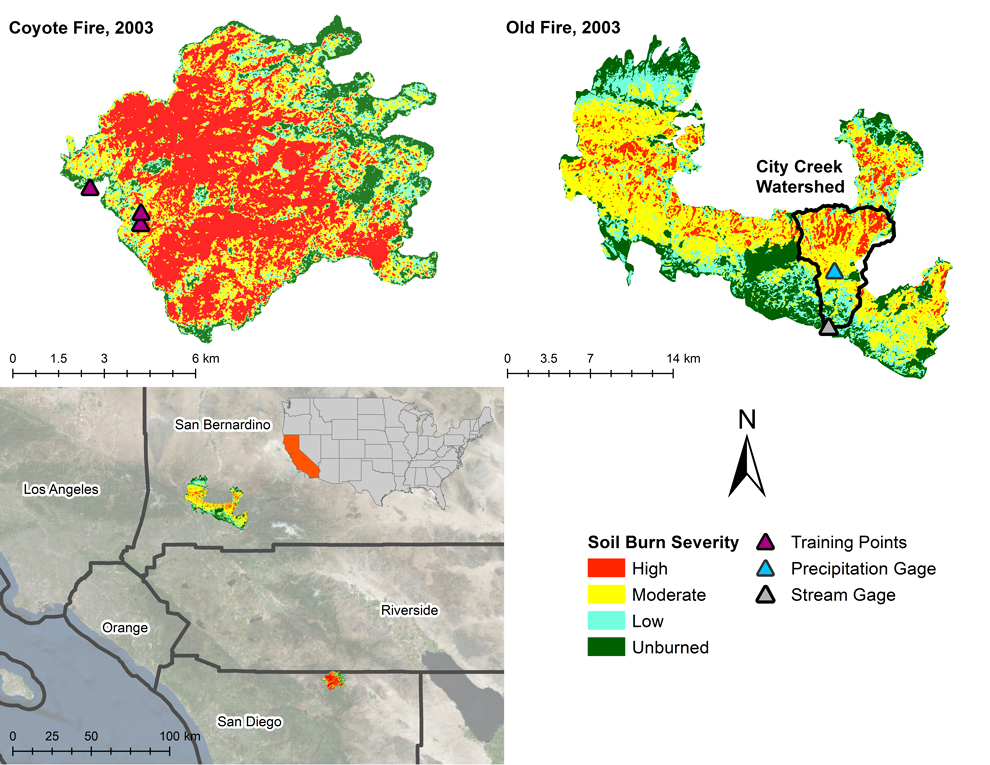 Coyote Fire, 2003
Old Fire, 2003
City Creek
Watershed
0 1.5 3 6 km
0 3.5 7 14 km
San Bernardino
Los Angeles
Orange
Riverside
San Diego
0 25 50 100 km
N
Soil Burn Severity
High
Moderate
Low
Unburned
Training Points
Precipitation Gage
Stream Gage